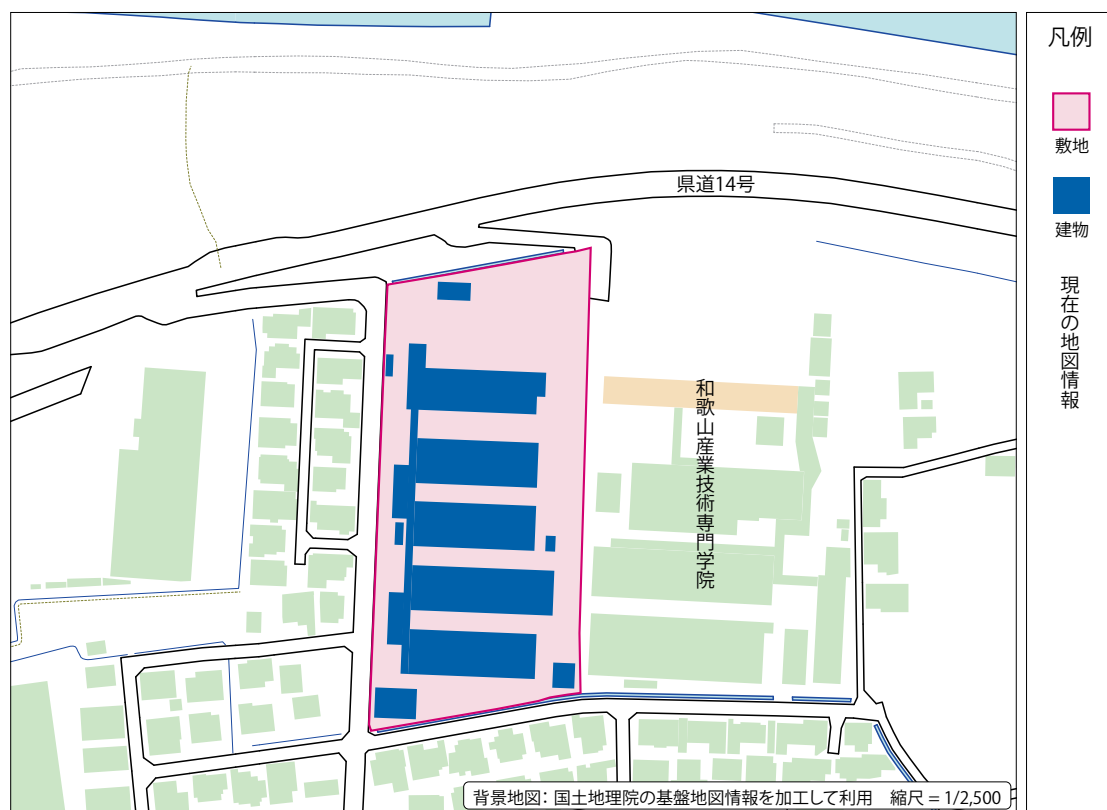 県道14号
和歌山産業技術専門学院
背景地図：国土地理院の基盤地図情報を加工して利用　縮尺＝1/2,500
凡例
敷地
建物
現在の地図情報